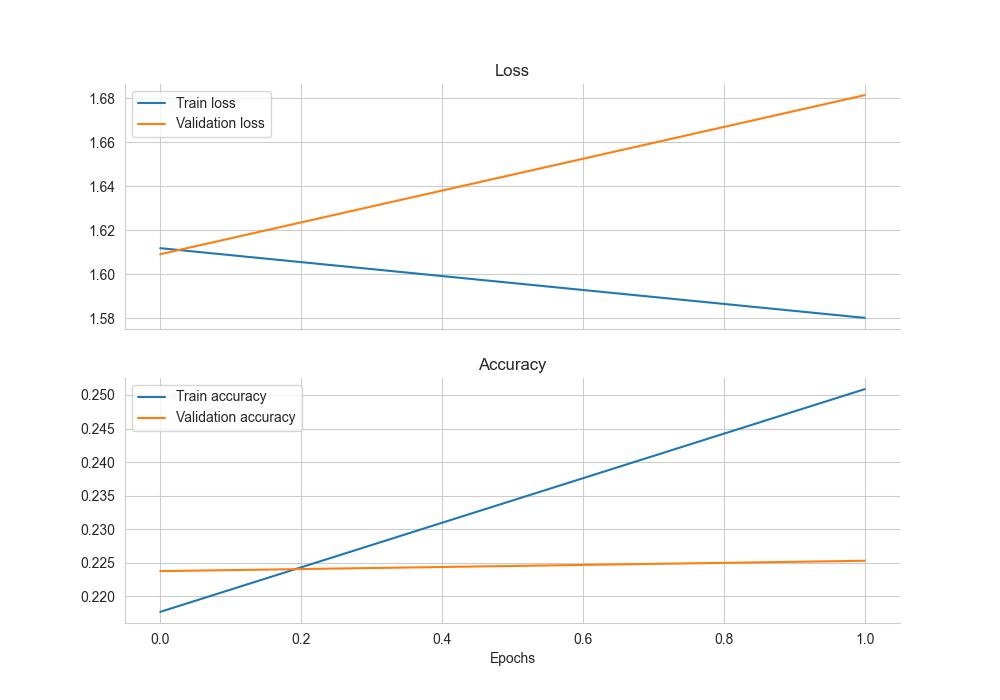 Loss
1.68
1.66
1.64
1.62
1.60
1.58
Train loss
Validation loss
Accuracy
0.250
0.245
0.240
0.235
0.230
0.225
0.220
Train accuracy
Validation accuracy
0.0 0.2 0.4 0.6 0.8 1.0
Epochs